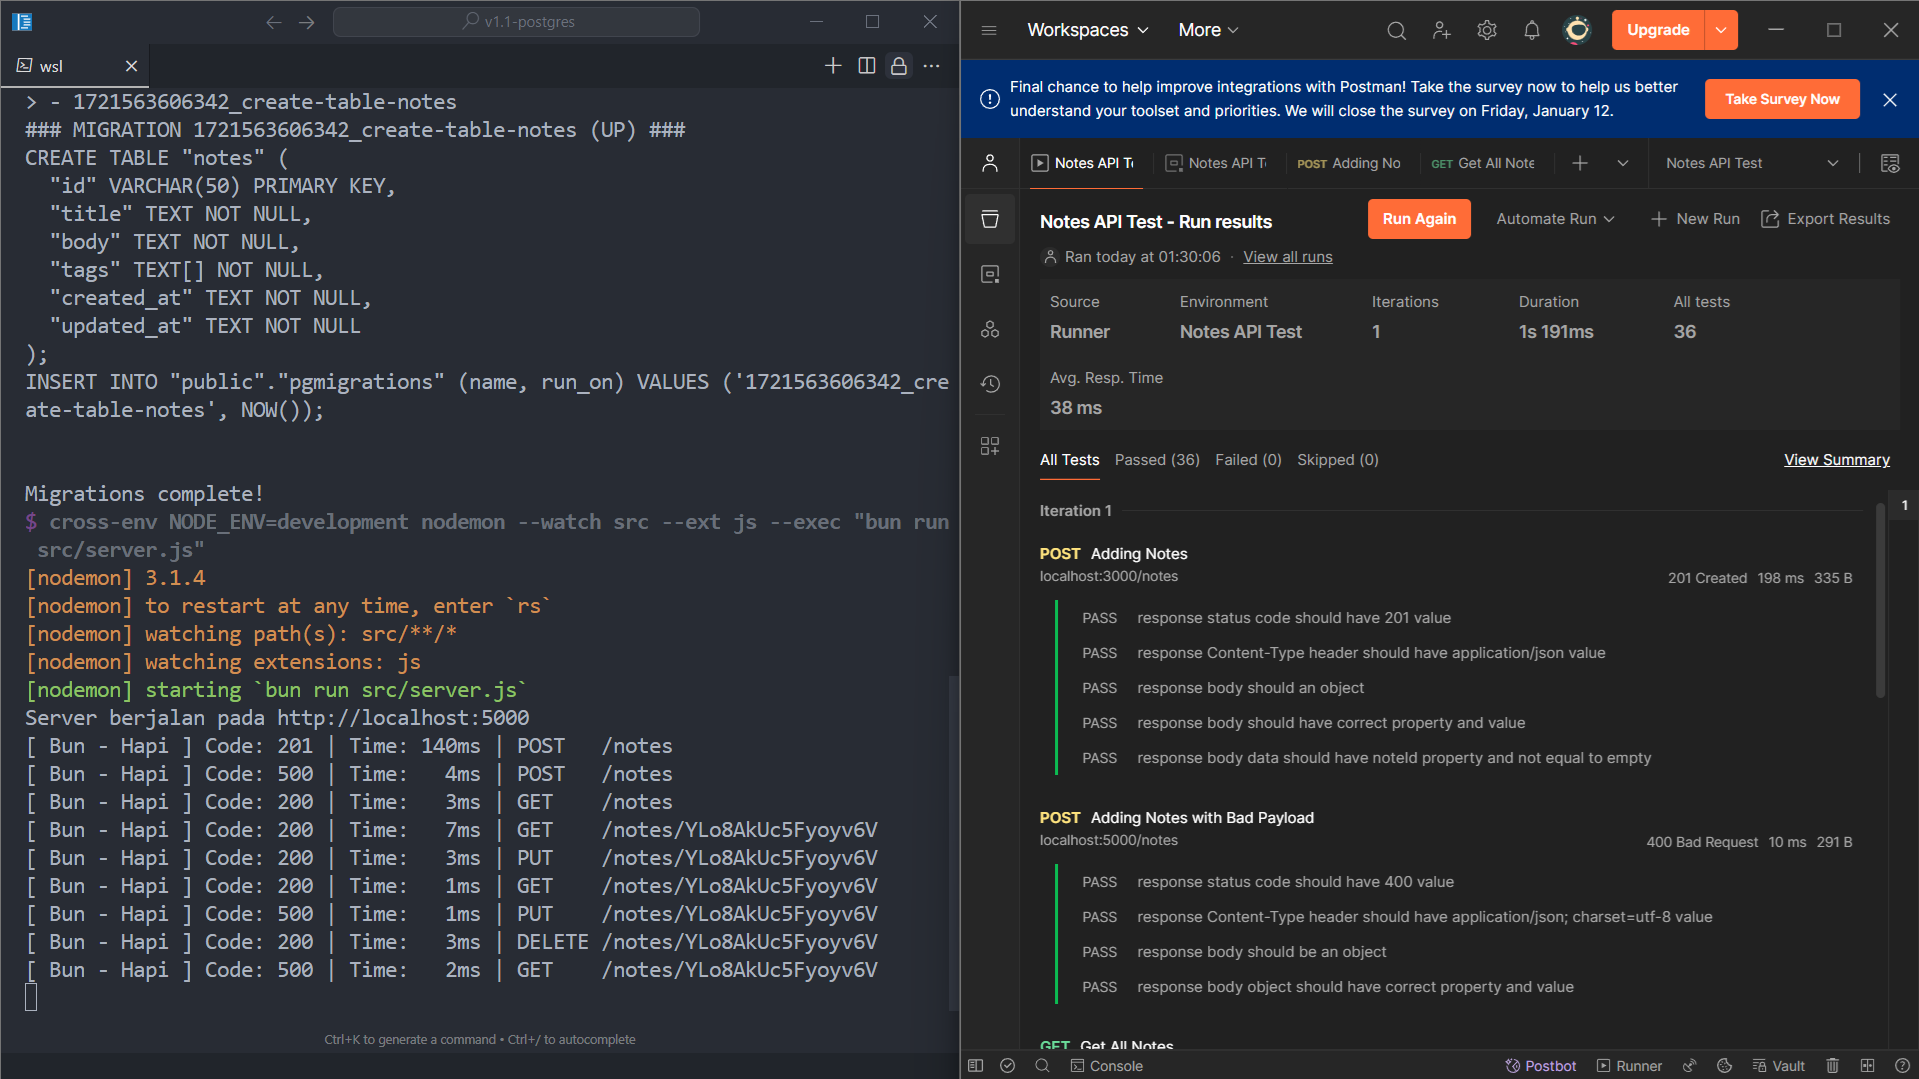 v1.1-postgres
wsl
> - 1721563606342_create-table-notes
### MIGRATION 1721563606342_create-table-notes (UP) ###
CREATE TABLE "notes" (
  "id" VARCHAR(50) PRIMARY KEY,
  "title" TEXT NOT NULL,
  "body" TEXT NOT NULL,
  "tags" TEXT[] NOT NULL,
  "created_at" TEXT NOT NULL,
  "updated_at" TEXT NOT NULL
);
INSERT INTO "public"."pgmigrations" (name, run_on) VALUES ('1721563606342_cre
ate-table-notes', NOW());
Migrations complete!
$ cross-env NODE_ENV=development nodemon --watch src --ext js --exec "bun run
 src/server.js"
[nodemon] 3.1.4
[nodemon] to restart at any time, enter `rs`
[nodemon] watching path(s): src/**/*
[nodemon] watching extensions: js
[nodemon] starting `bun run src/server.js`
Server berjalan pada http://localhost:5000
[ Bun - Hapi ] Code: 201 | Time: 140ms | POST   /notes
[ Bun - Hapi ] Code: 500 | Time:   4ms | POST   /notes
[ Bun - Hapi ] Code: 200 | Time:   3ms | GET    /notes
[ Bun - Hapi ] Code: 200 | Time:   7ms | GET    /notes/YLo8AkUc5Fyoyv6V
[ Bun - Hapi ] Code: 200 | Time:   3ms | PUT    /notes/YLo8AkUc5Fyoyv6V
[ Bun - Hapi ] Code: 200 | Time:   1ms | GET    /notes/YLo8AkUc5Fyoyv6V
[ Bun - Hapi ] Code: 500 | Time:   1ms | PUT    /notes/YLo8AkUc5Fyoyv6V
[ Bun - Hapi ] Code: 200 | Time:   3ms | DELETE /notes/YLo8AkUc5Fyoyv6V
[ Bun - Hapi ] Code: 500 | Time:   2ms | GET    /notes/YLo8AkUc5Fyoyv6V
Ctrl+K to generate a command • Ctrl+/ to autocomplete
Workspaces More Upgrade
Final chance to help improve integrations with Postman! Take the survey now to help us better
understand your toolset and priorities. We will close the survey on Friday, January 12.
Take Survey Now
Notes API Te Notes API T POST Adding No GET Get All Note Notes API Test
Notes API Test - Run results Run Again Automate Run New Run Export Results
Ran today at 01:30:06 · View all runs
Source Environment Iterations Duration All tests
Runner Notes API Test 1 1s 191ms 36
Avg. Resp. Time
38 ms
All Tests Passed (36) Failed (0) Skipped (0) View Summary
Iteration 1
1
POST Adding Notes
localhost:3000/notes
201 Created 198 ms 335 B
PASS response status code should have 201 value
PASS response Content-Type header should have application/json value
PASS response body should an object
PASS response body should have correct property and value
PASS response body data should have noteId property and not equal to empty
POST Adding Notes with Bad Payload
localhost:5000/notes
400 Bad Request 10 ms 291 B
PASS response status code should have 400 value
PASS response Content-Type header should have application/json; charset=utf-8 value
PASS response body should be an object
PASS response body object should have correct property and value
GET Get All Notes
Console Postbot Runner Vault